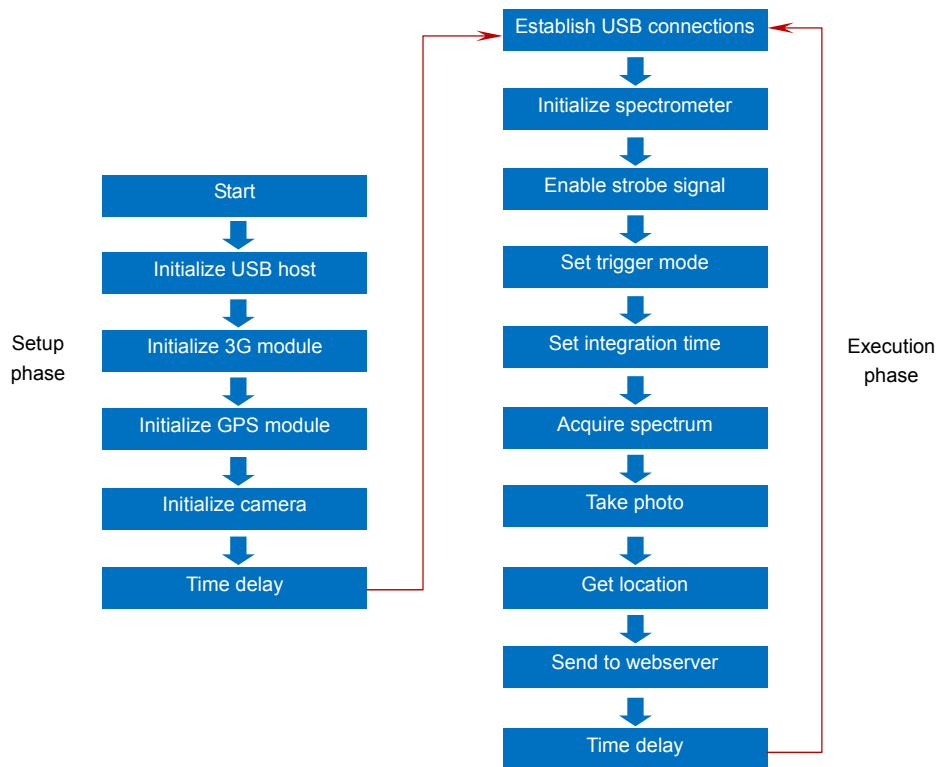 Setup
phase
Start
Initialize USB host
Initialize 3G module
Initialize GPS module
Initialize camera
Time delay
Establish USB connections
Initialize spectrometer
Enable strobe signal
Set trigger mode
Set integration time
Acquire spectrum
Take photo
Get location
Send to webserver
Time delay
Execution
phase